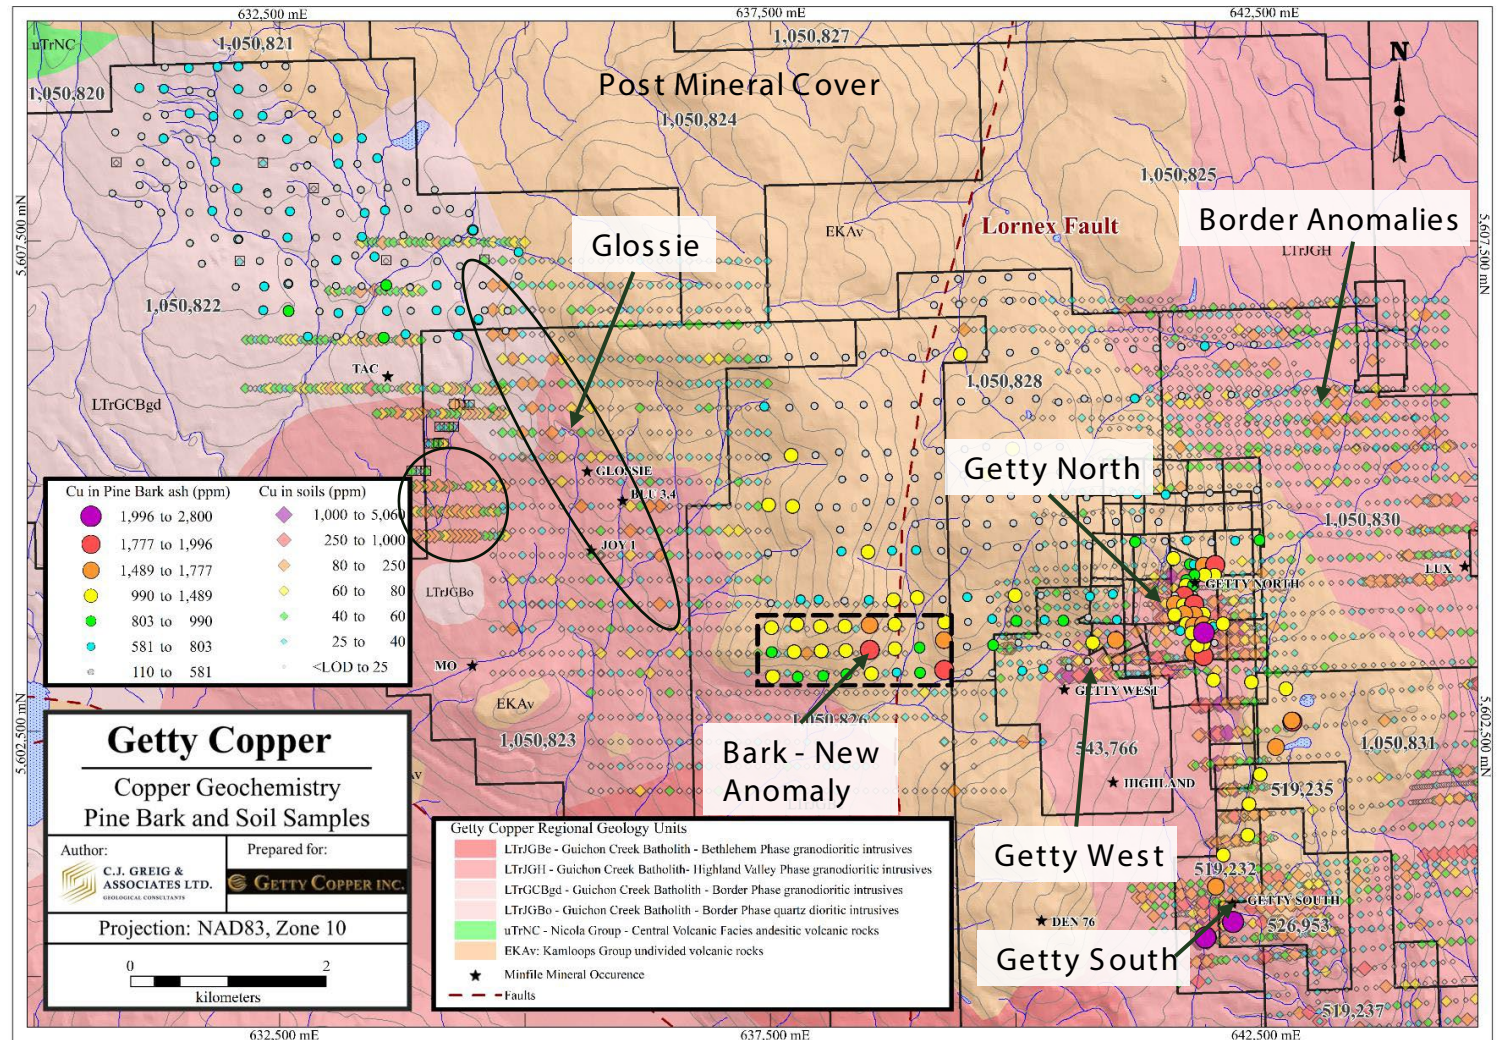 632,500 mE
637,500 mE
642,500 mE
uTrNC
1,050,821
1,050,827
N
Post Mineral Cover
1,050,820
1,050,824
1,050,825
5,607,500 mN
Glossie
EKAv
Lornex Fault
Border Anomalies
5,607,500 mN
LTrJGH
1,050,822
TAC
1,050,828
LTrGCBgd
Getty North
GLOSSIE
BLU 3,4
1,050,830
JOY 1
LUX
GETTY NORTH
LTrJGBo
MO
GETTY WEST
EKAv
1,050,826
1,050,823
543,766
1,050,831
5,602,500 mN
5,602,500 mN
Bark - New
Anomaly
HIGHLAND
519,235
Getty West
519,232
GETTY SOUTH
DEN 76
526,953
Getty South
519,237
Cu in Pine Bark ash (ppm)
1,996 to 2,800
1,777 to 1,996
1,489 to 1,777
990 to 1,489
803 to 990
581 to 803
110 to 581
Cu in soils (ppm)
1,000 to 5,060
250 to 1,000
80 to 250
60 to 80
40 to 60
25 to 40
<LOD to 25
Getty Copper
Copper Geochemistry
Pine Bark and Soil Samples
Author:
C.J. GREIG &
ASSOCIATES LTD.
GEOLOGICAL CONSULTANTS
Prepared for:
GETTY COPPER INC.
Projection: NAD83, Zone 10
0 2
kilometers
Getty Copper Regional Geology Units
LTrJGBe - Guichon Creek Batholith - Bethlehem Phase granodioritic intrusives
LTrJGH - Guichon Creek Batholith- Highland Valley Phase granodioritic intrusives
LTrGCBgd - Guichon Creek Batholith - Border Phase granodioritic intrusives
LTrJGBo - Guichon Creek Batholith - Border Phase quartz dioritic intrusives
uTrNC - Nicola Group - Central Volcanic Facies andesitic volcanic rocks
EKAv: Kamloops Group undivided volcanic rocks
Minfile Mineral Occurence
Faults
632,500 mE
637,500 mE
642,500 mE